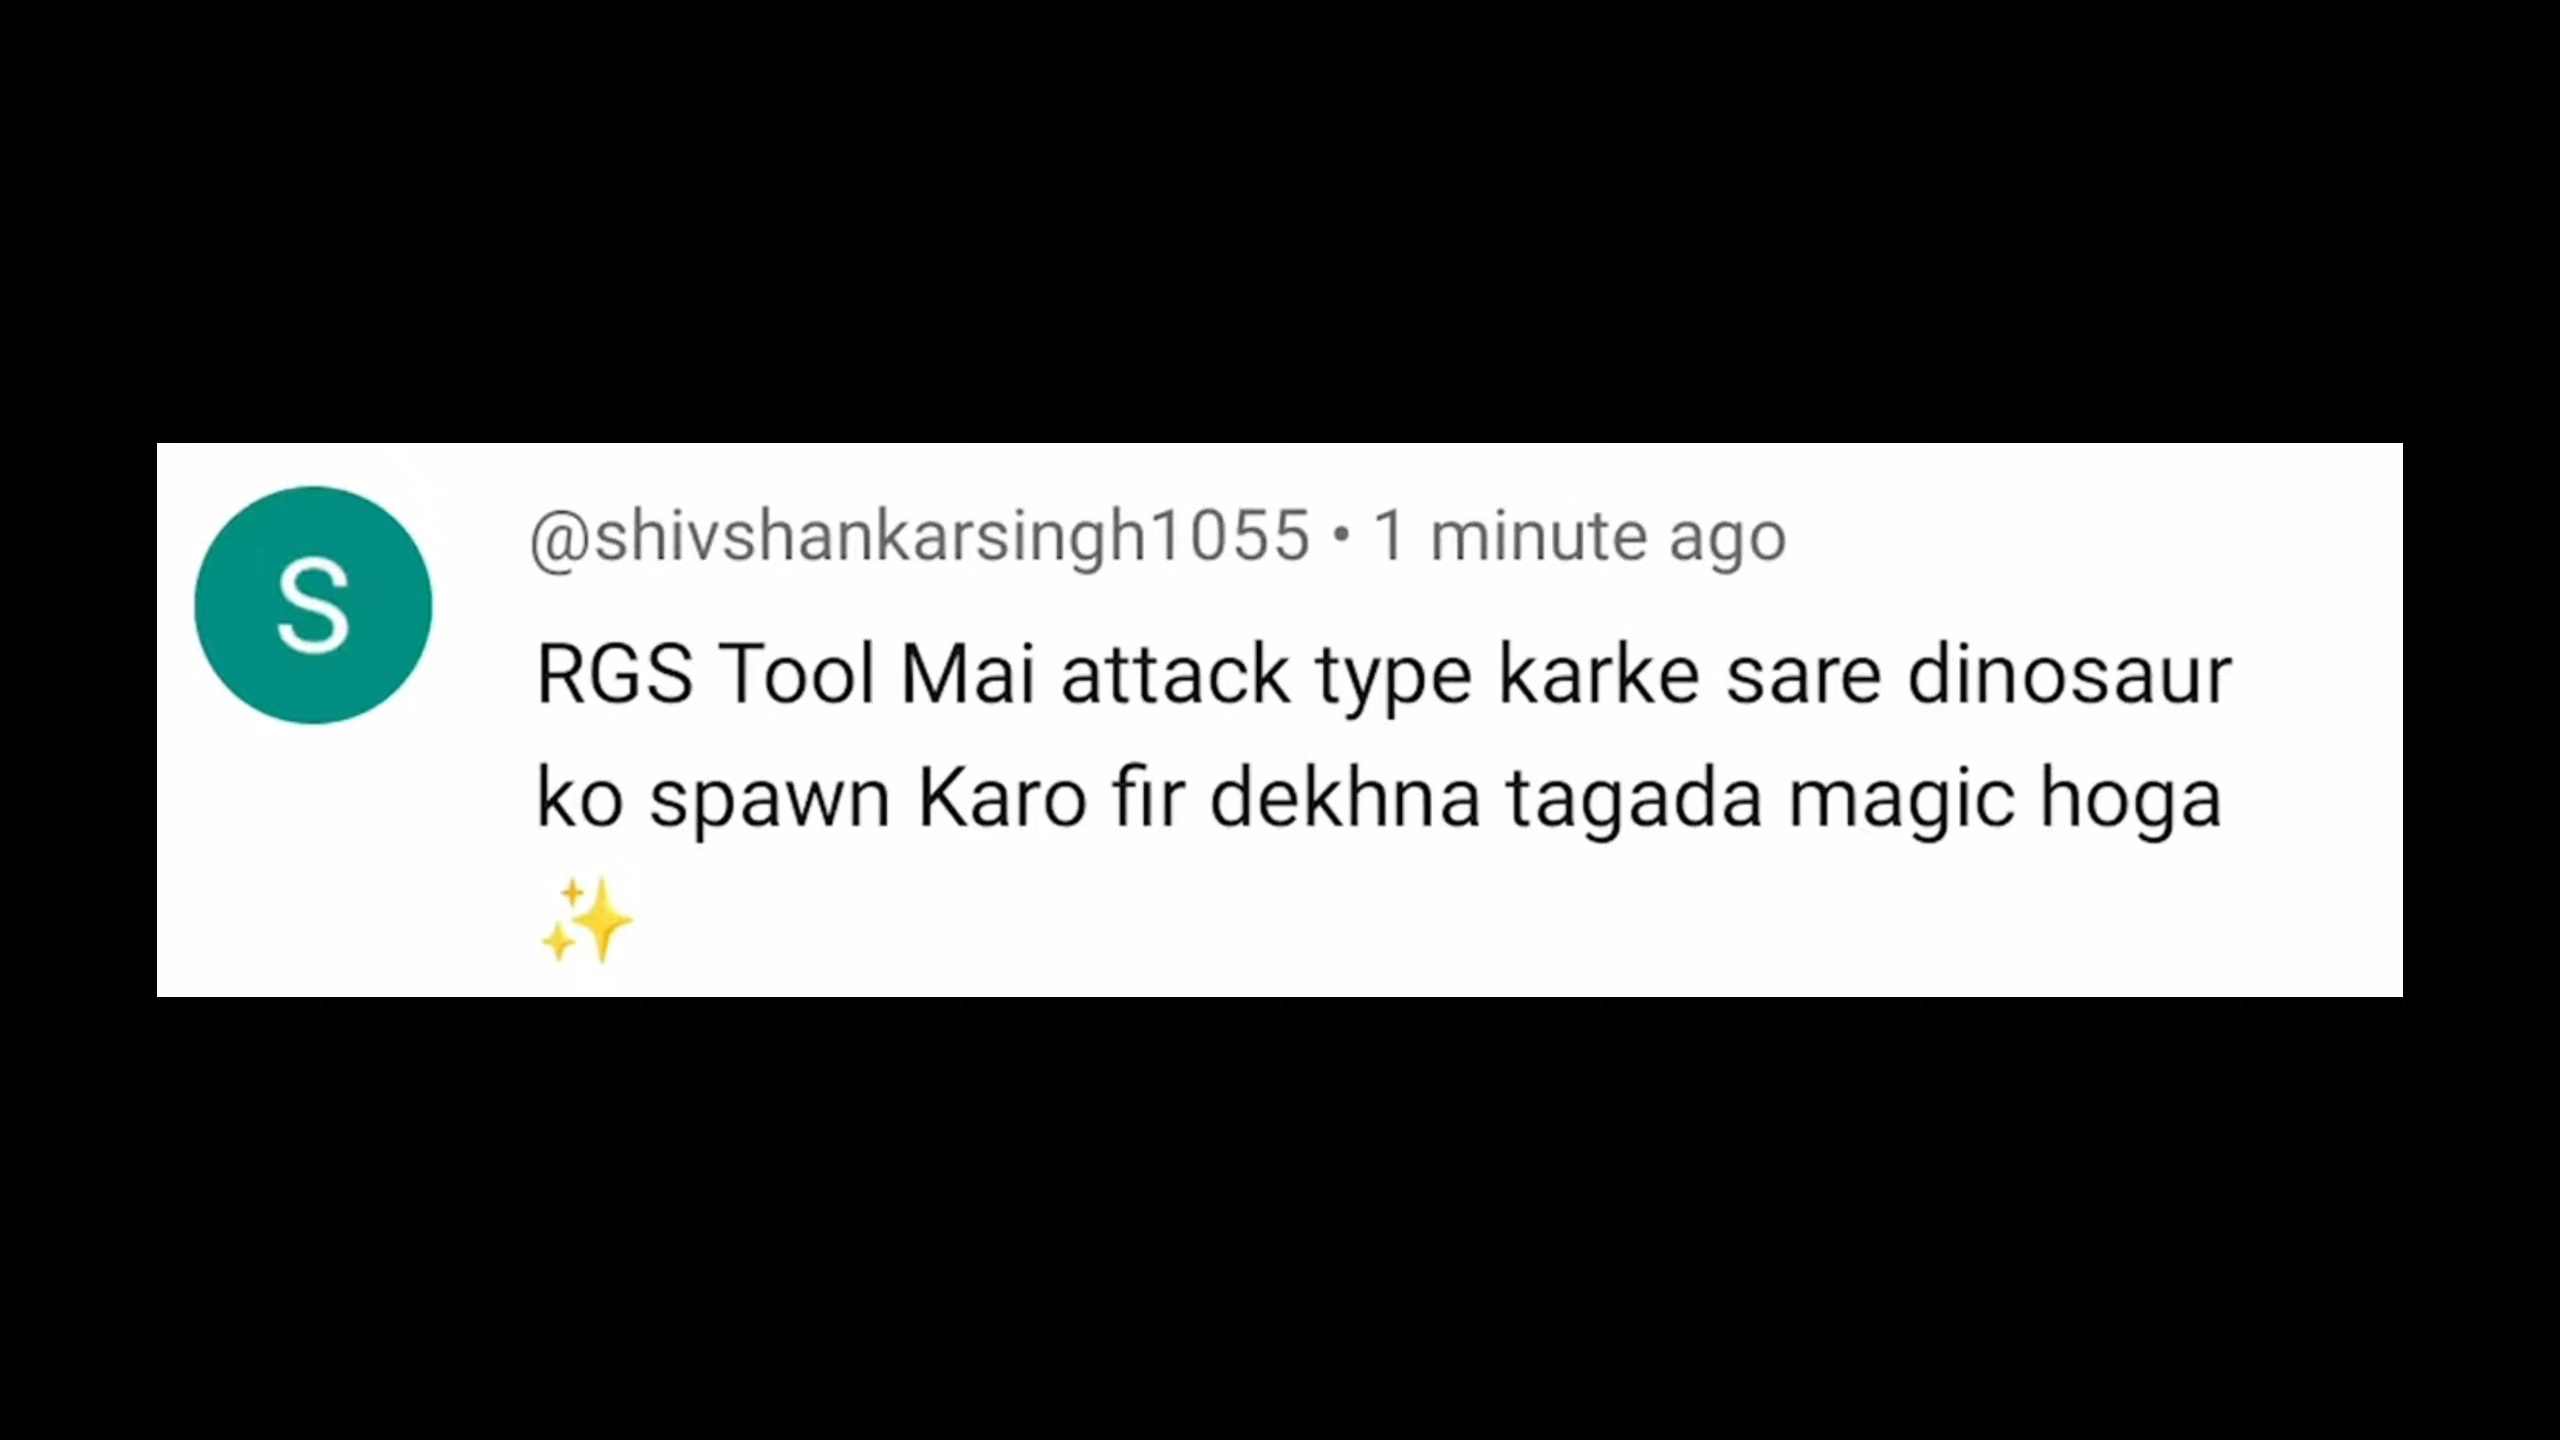 S
@shivshankarsingh1055 • 1 minute ago
RGS Tool Mai attack type karke sare dinosaur
ko spawn Karo fir dekhna tagada magic hoga
✨